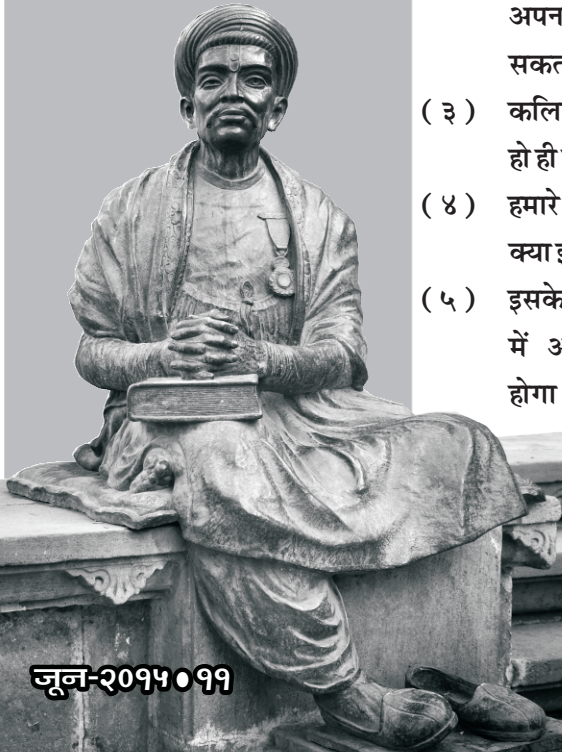 अपन
सकत
( ३ ) कलि
हो ही
( ४ ) हमारे
क्या इ
( ५ ) इसके
में अ
होगा
जून-२०१५●११